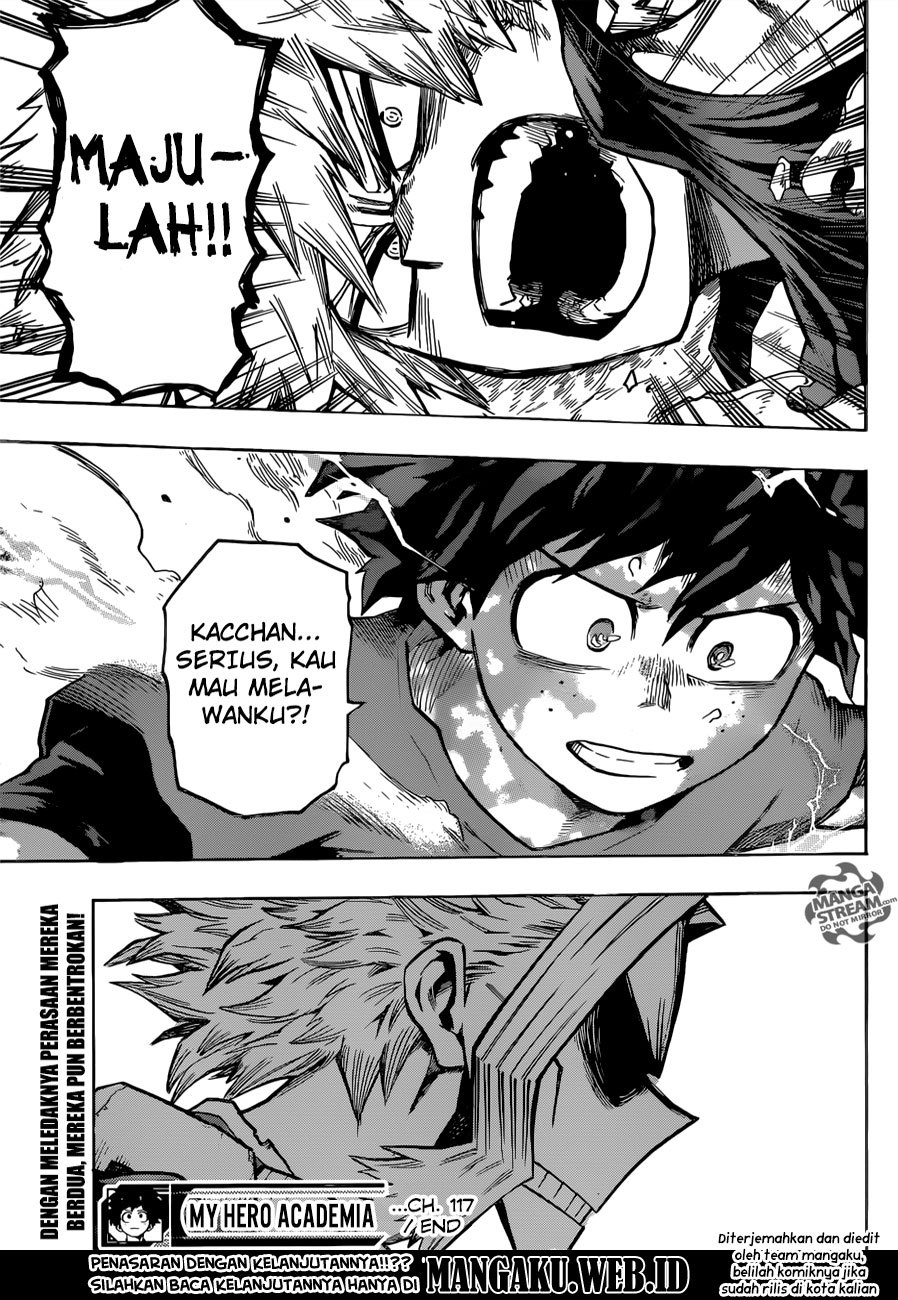 MAJU-
LAH!!
KACCHAN...
SERIUS, KAU
MAU MELA-
WANKU?!
MANGA
STREAM.com
DO NOT MIRROR
DENGAN MELEDAKNYA PERASAAN MEREKA
BERDUA, MEREKA PUN BERBENTROKAN!
MY HERO ACADEMIA
...CH. 117
END
PENASARAN DENGAN KELANJUTANNYA!!??
SILAHKAN BACA KELANJUTANNYA HANYA DI
MANGAKU.WEB.ID
Diterjemahkan dan diedit
oleh team mangaku,
belilah komiknya jika
sudah rilis di kota kalian